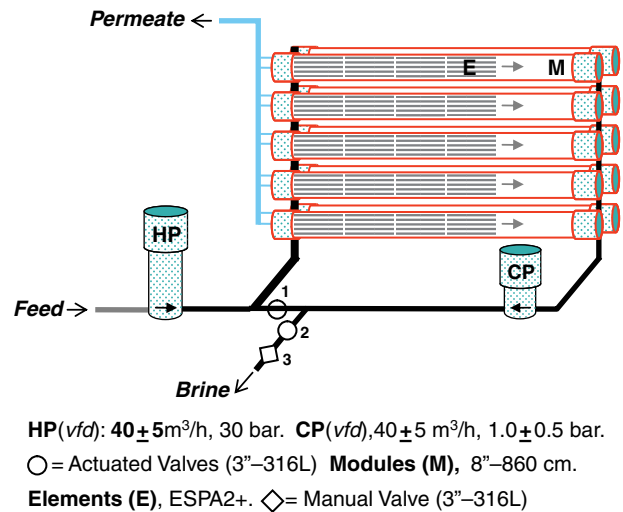 Permeate ←
E → M
HP
CP
Feed →
1
2
3
Brine
HP(vfd): 40±5m³/h, 30 bar. CP(vfd),40±5 m³/h, 1.0±0.5 bar.
○= Actuated Valves (3”–316L) Modules (M), 8”–860 cm.
Elements (E), ESPA2+. ◇= Manual Valve (3”–316L)